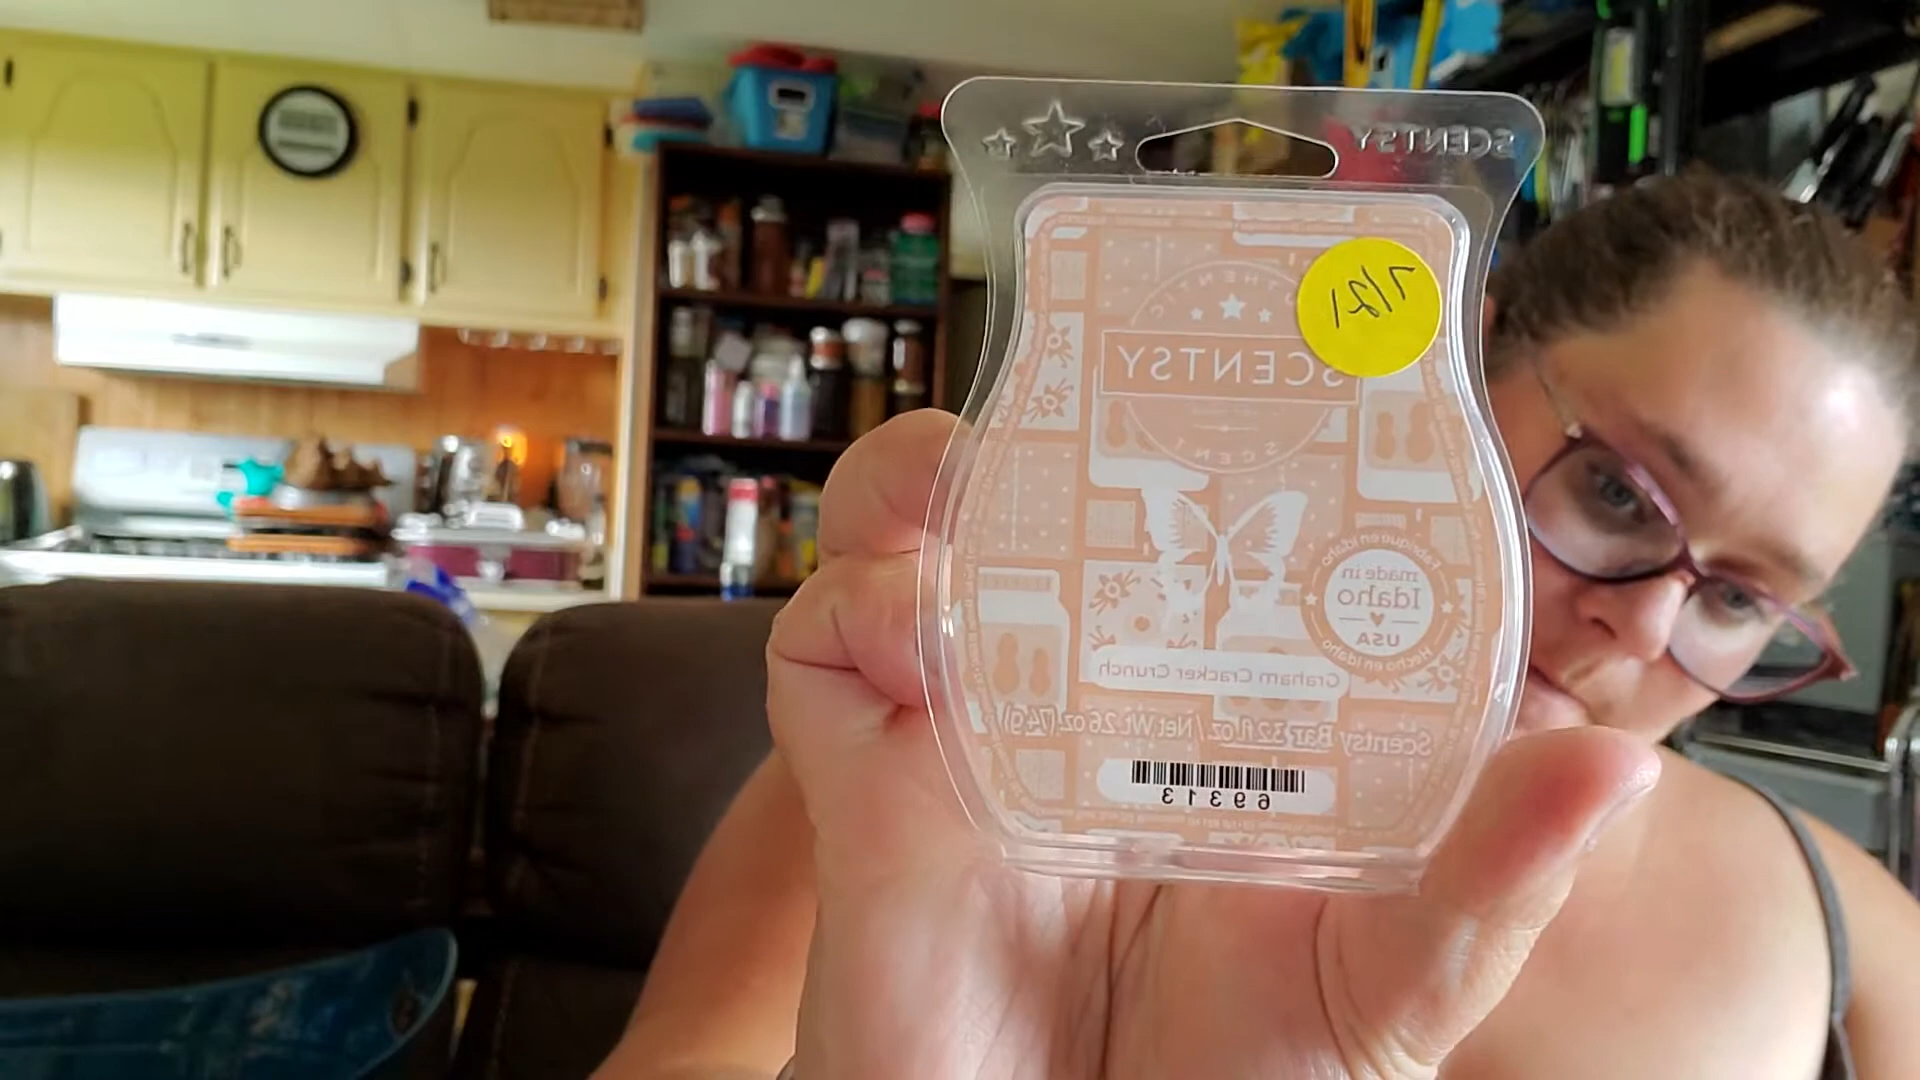 SCENTSY
7/21
AUTHENTIC
SCENTSY
SCEN
Fabriqué en Idaho
made in
Idaho
USA
Hecho en Idaho
Graham Cracker Crunch
Scentsy Bar 3.2 fl oz / Net Wt. 2.6 oz (74 g)
69313